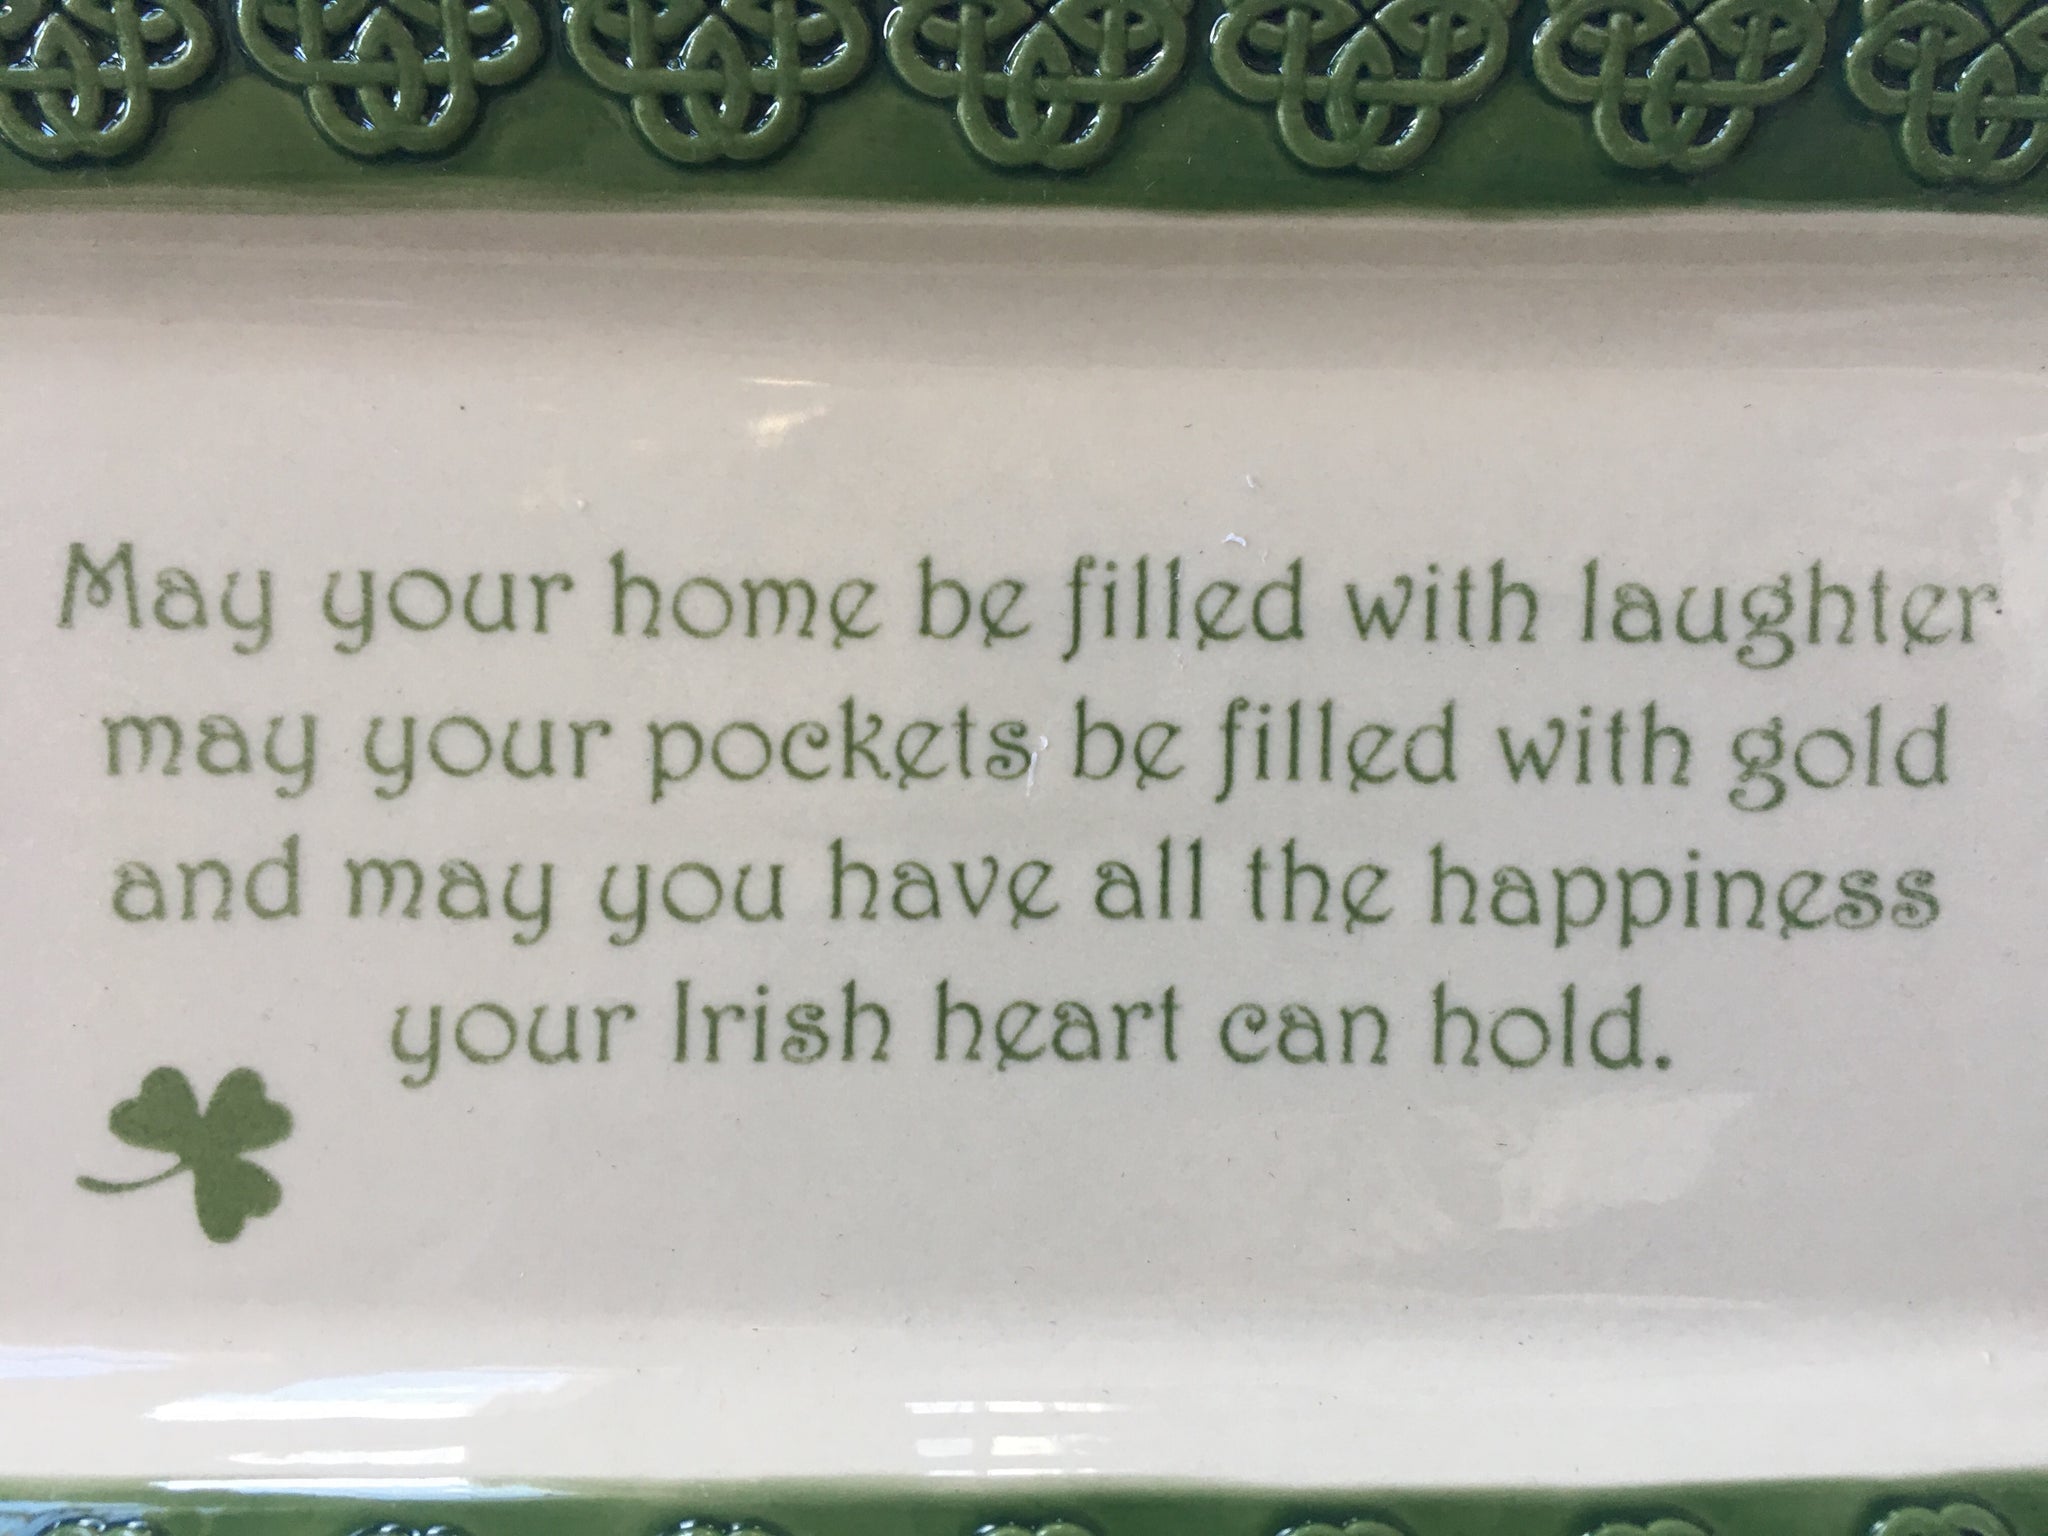 May your home be filled with laughter
may your pockets be filled with gold
and may you have all the happiness
your Irish heart can hold.